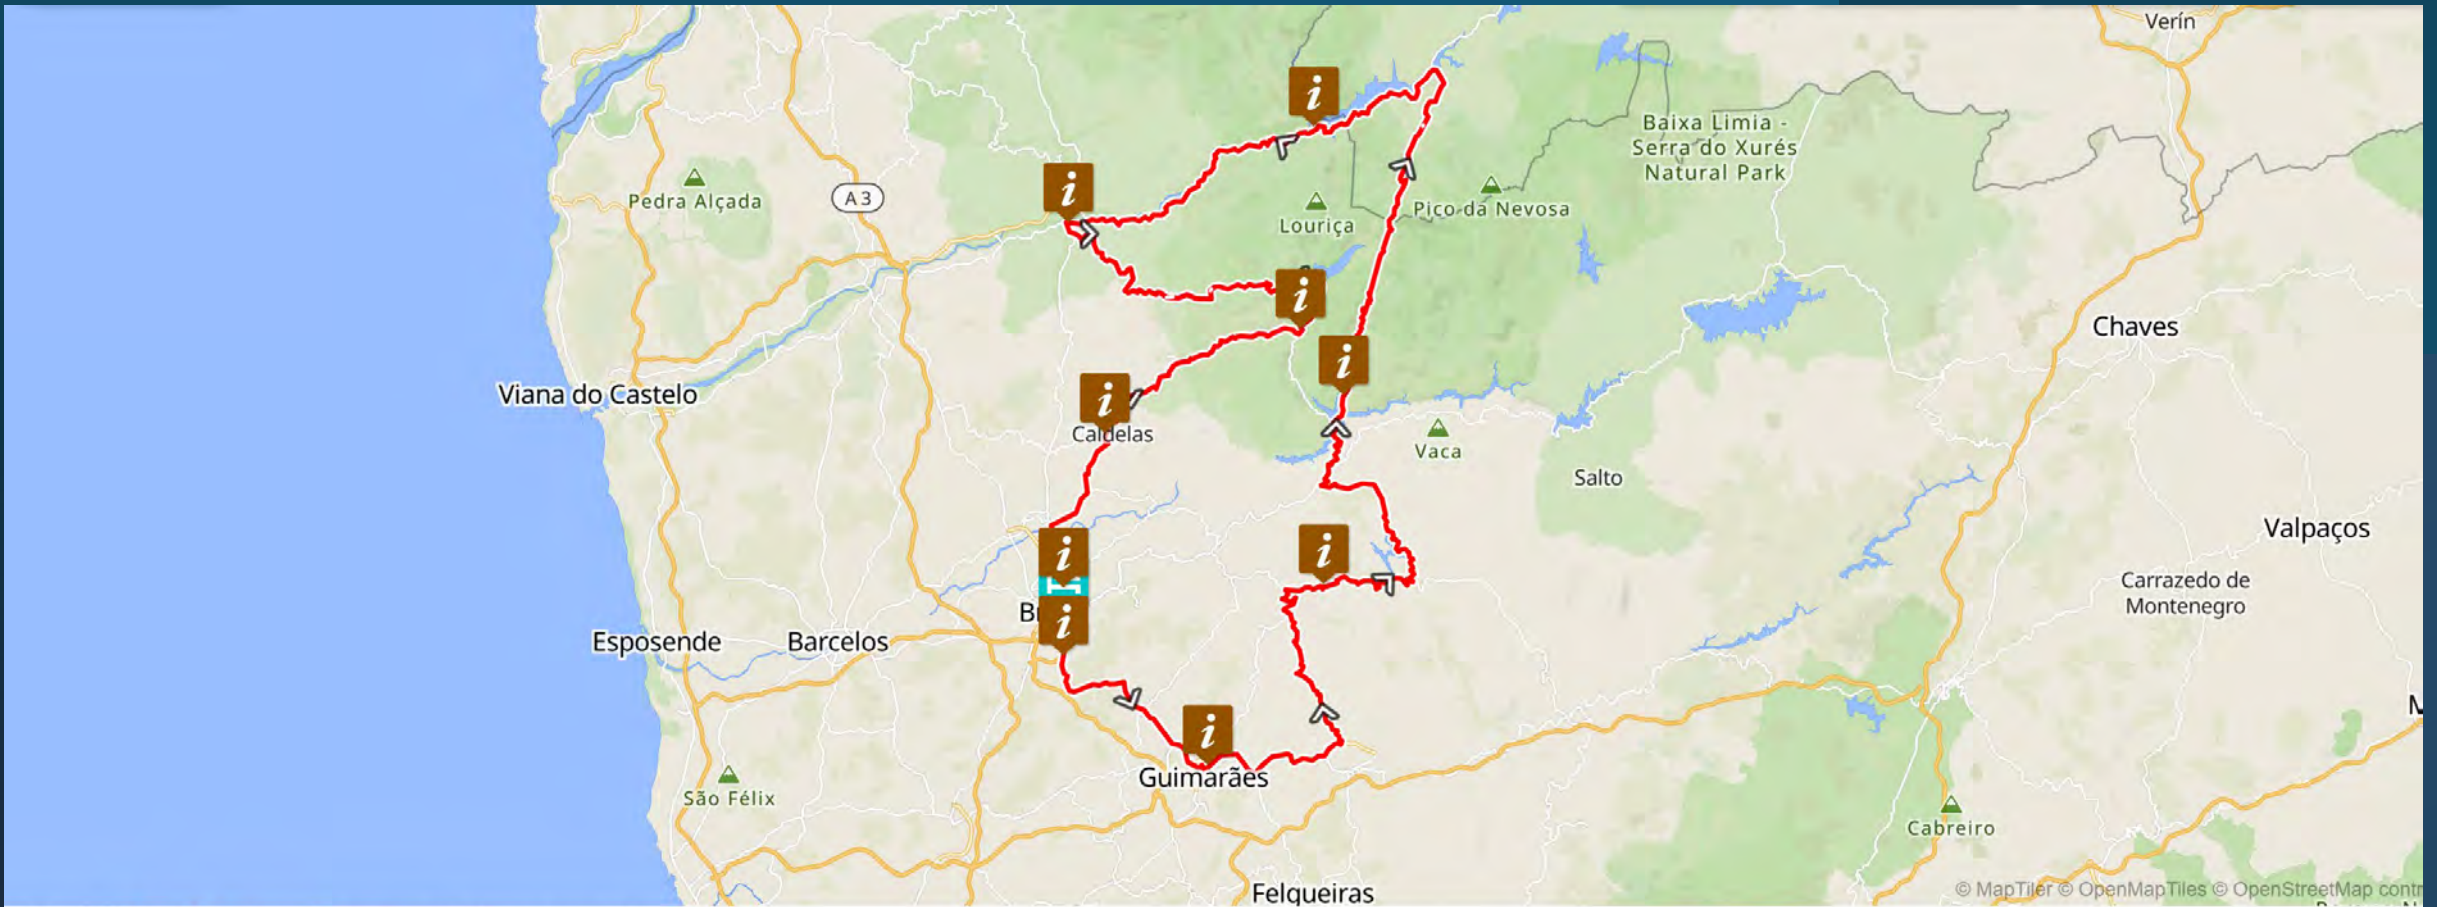 Verín
Baixa Limia -
Serra do Xurés
Natural Park
Pedra Alçada
A 3
Louriça
Pico da Nevosa
Chaves
Viana do Castelo
Caldelas
Vaca
Salto
Valpaços
Carrazedo de
Montenegro
Esposende
Barcelos
Guimarães
São Félix
Cabreiro
Felgueiras
© MapTiler © OpenMapTiles © OpenStreetMap contr